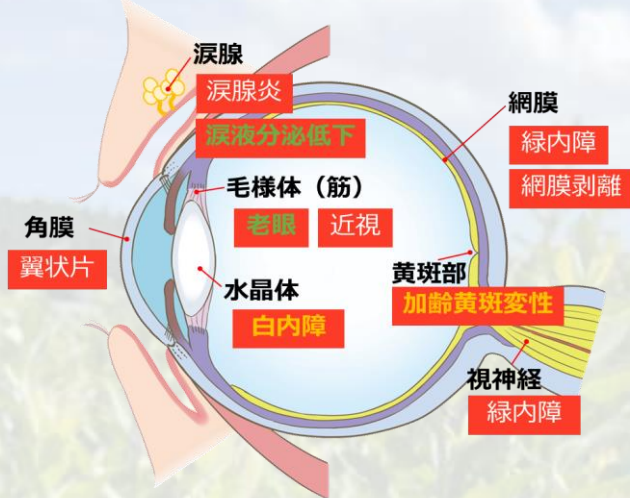 涙腺
涙腺炎
涙液分泌低下
毛様体（筋）
老眼 近視
角膜
翼状片
水晶体
白内障
網膜
緑内障
網膜剥離
黄斑部
加齢黄斑変性
視神経
緑内障